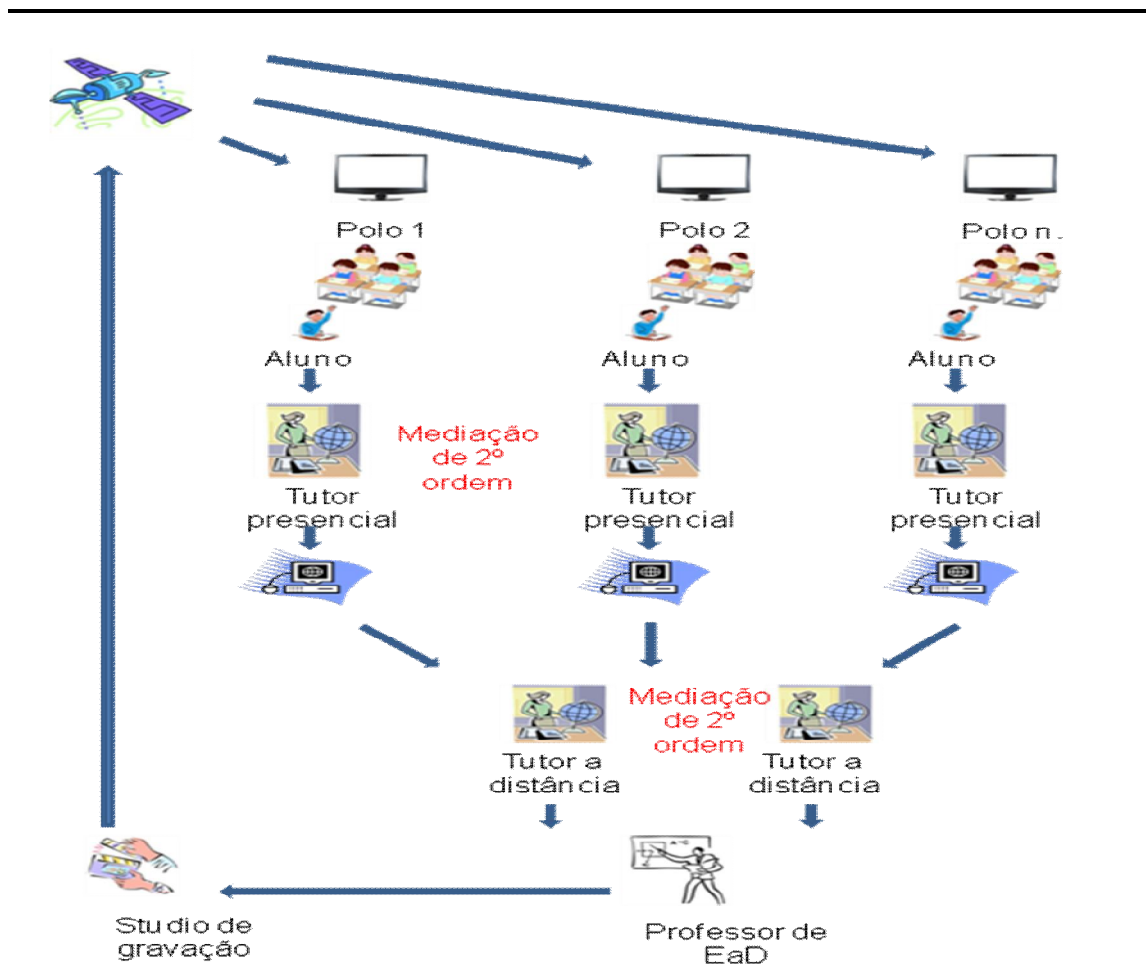 Polo 1
Polo 2
Polo n.
Aluno
Aluno
Aluno
Mediação
de 2º
ordem
Tutor
presencial
Tutor
presencial
Tutor
presencial
Mediação
de 2º
ordem
Tutor a
distância
Tutor a
distância
Studio de
gravação
Professor de
EaD